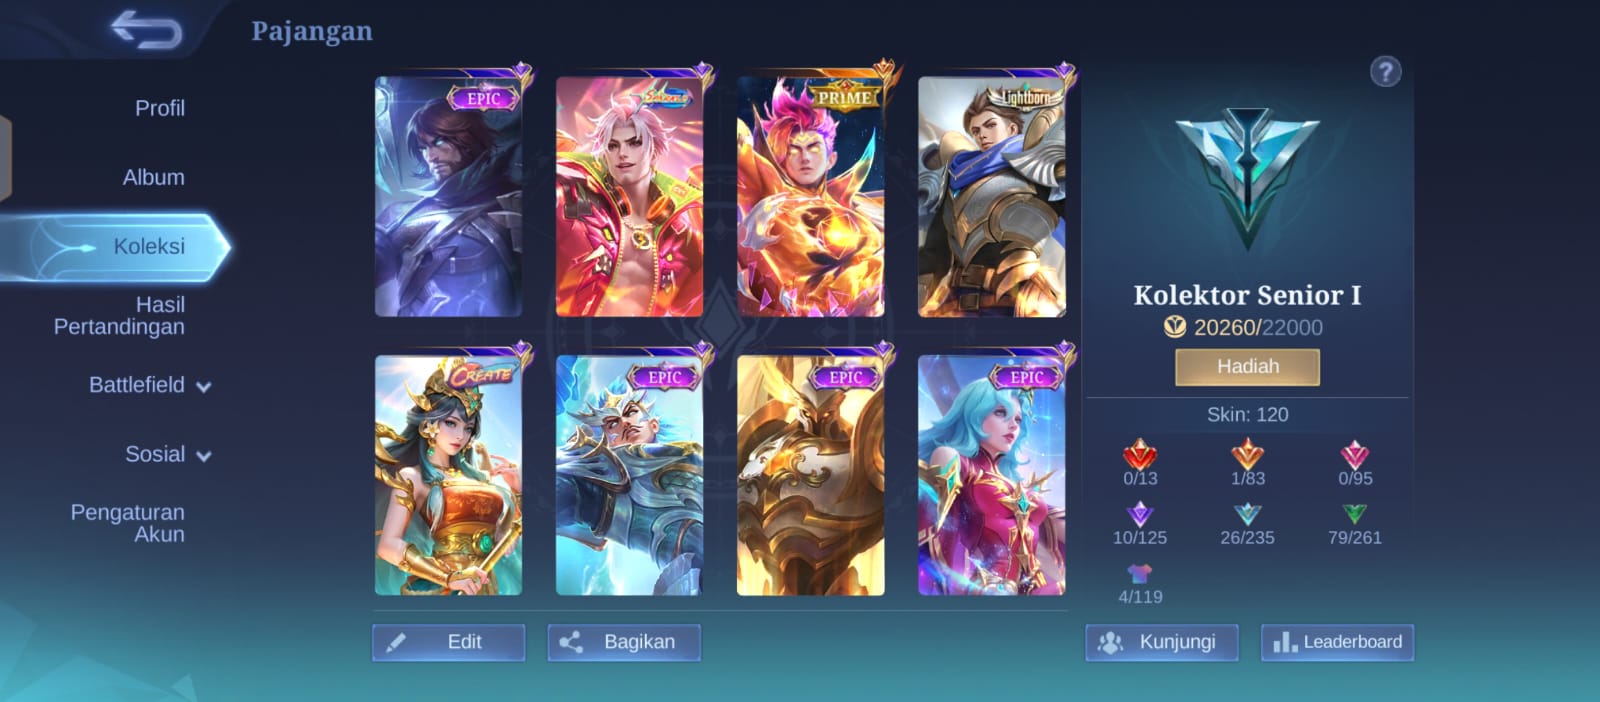 Pajangan
?
Profil
Album
Koleksi
Hasil
Pertandingan
Battlefield
Sosial
Pengaturan
Akun
EPIC
PRIME
Lightborn
CREATE
EPIC
EPIC
EPIC
Edit
Bagikan
Kolektor Senior I
20260/22000
Hadiah
Skin: 120
0/13
1/83
0/95
10/125
26/235
79/261
4/119
Kunjungi
Leaderboard